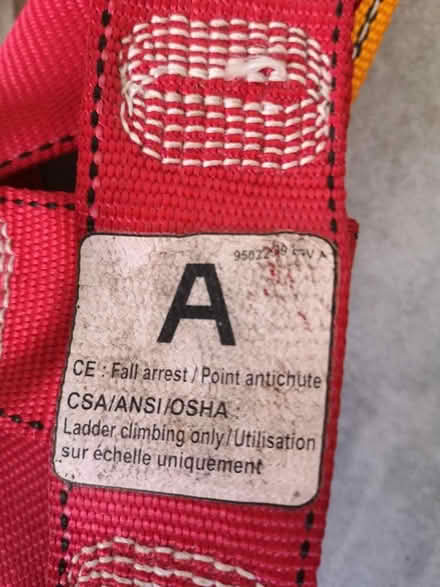 A
CE : Fall arrest / Point antichute
CSA/ANSI/OSHA :
Ladder climbing only/Utilisation
sur échelle uniquement